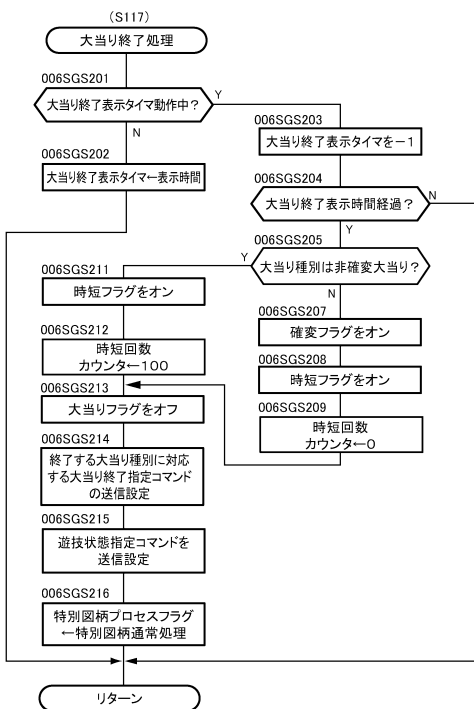 (S117)
大当り終了処理
006SGS201
大当り終了表示タイマ動作中？
Y
N
006SGS202
大当り終了表示タイマ←表示時間
006SGS203
大当り終了表示タイマを－1
006SGS204
大当り終了表示時間経過？
N
Y
006SGS205
大当り種別は非確変大当り？
Y
N
006SGS207
確変フラグをオン
006SGS208
時短フラグをオン
006SGS209
時短回数
カウンタ←0
006SGS211
時短フラグをオン
006SGS212
時短回数
カウンタ←100
006SGS213
大当りフラグをオフ
006SGS214
終了する大当り種別に対応
する大当り終了指定コマンド
の送信設定
006SGS215
遊技状態指定コマンドを
送信設定
006SGS216
特別図柄プロセスフラグ
←特別図柄通常処理
リターン